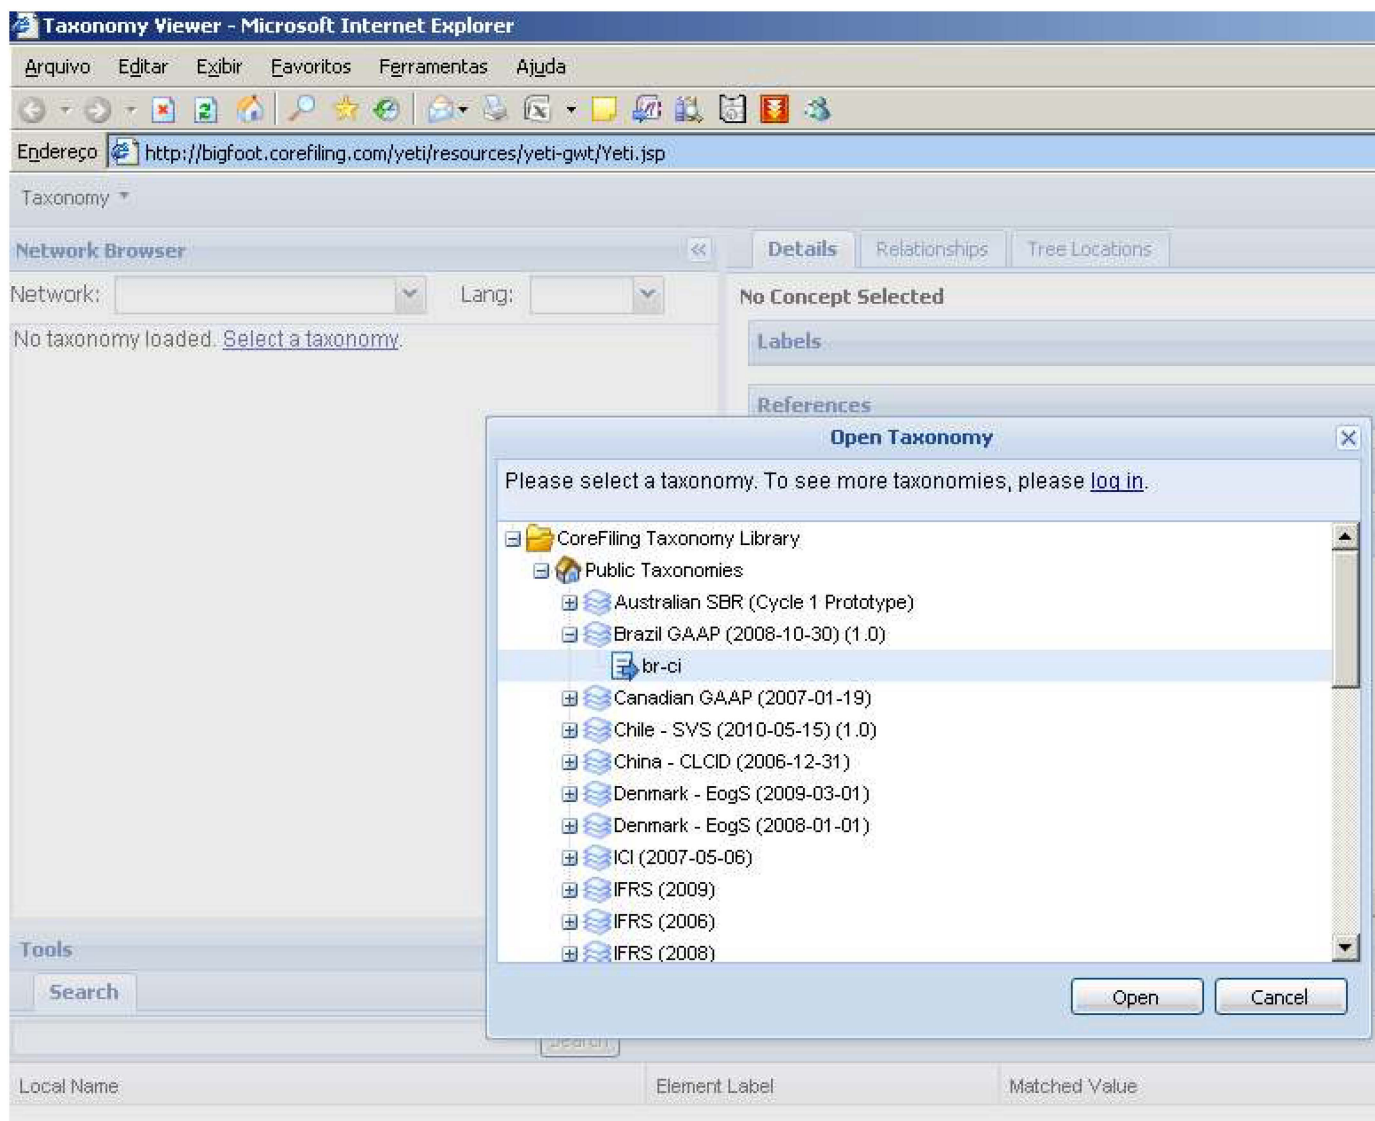 Taxonomy Viewer - Microsoft Internet Explorer
Arquivo Editar Exibir Favoritos Ferramentas Ajuda
Endereço http://bigfoot.corefiling.com/yeti/resources/yeti-gwt/Yeti.jsp
Taxonomy
Network Browser
Details Relationships Tree Locations
Network: Lang:
No Concept Selected
No taxonomy loaded. Select a taxonomy.
Labels
References
Open Taxonomy
Please select a taxonomy. To see more taxonomies, please log in.
CoreFiling Taxonomy Library
Public Taxonomies
Australian SBR (Cycle 1 Prototype)
Brazil GAAP (2008-10-30) (1.0)
br-ci
Canadian GAAP (2007-01-19)
Chile - SVS (2010-05-15) (1.0)
China - CLCID (2006-12-31)
Denmark - EogS (2009-03-01)
Denmark - EogS (2008-01-01)
ICI (2007-05-06)
IFRS (2009)
IFRS (2006)
IFRS (2008)
Open Cancel
Tools
Search
Search
Local Name Element Label Matched Value